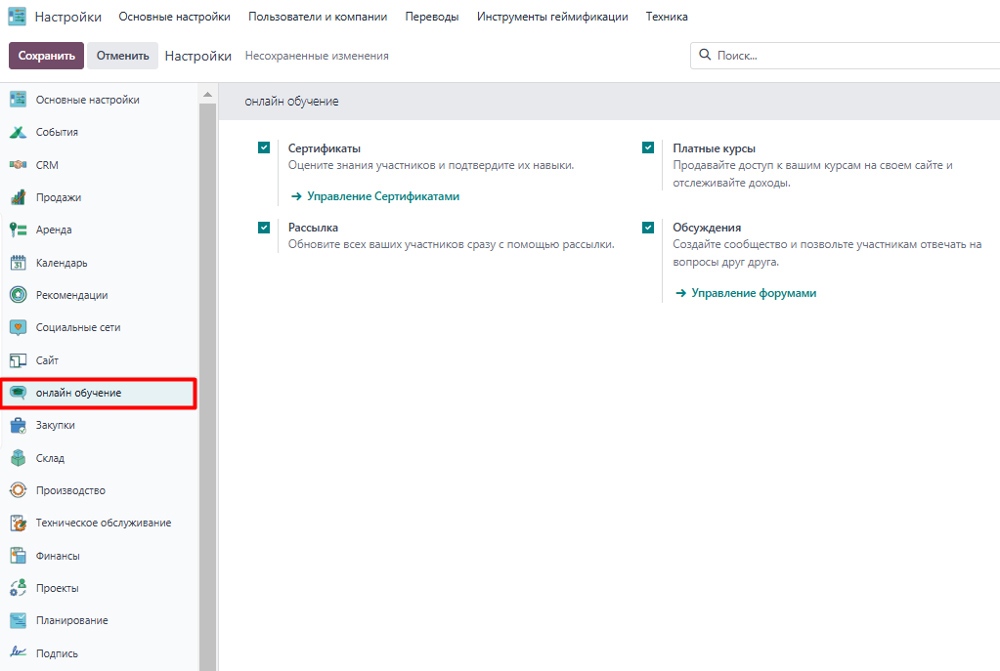 Настройки Основные настройки Пользователи и компании Переводы Инструменты геймификации Техника
Сохранить Отменить Настройки Несохраненные изменения Поиск...
Основные настройки
События
CRM
Продажи
Аренда
31
Календарь
Рекомендации
Социальные сети
Сайт
онлайн обучение
Закупки
Склад
Производство
Техническое обслуживание
Финансы
Проекты
Планирование
Подпись
онлайн обучение
Сертификаты
Оцените знания участников и подтвердите их навыки.
→ Управление Сертификатами
Платные курсы
Продавайте доступ к вашим курсам на своем сайте и
отслеживайте доходы.
Рассылка
Обновите всех ваших участников сразу с помощью рассылки.
Обсуждения
Создайте сообщество и позвольте участникам отвечать на
вопросы друг друга.
→ Управление форумами